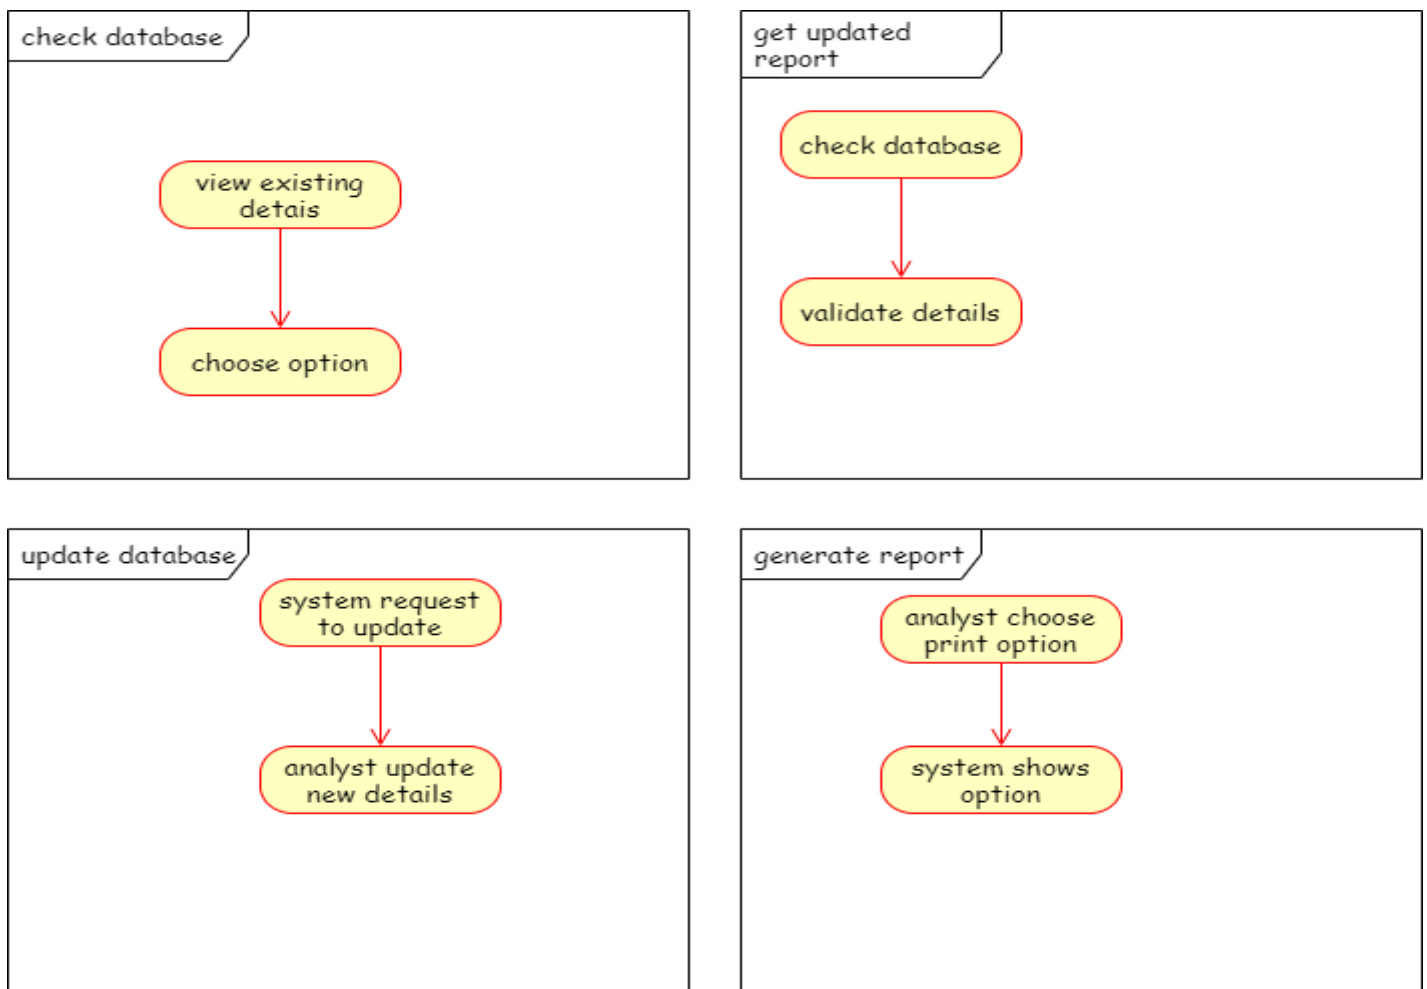 check database
view existing
detais
choose option
get updated
report
check database
validate details
update database
system request
to update
analyst update
new details
generate report
analyst choose
print option
system shows
option